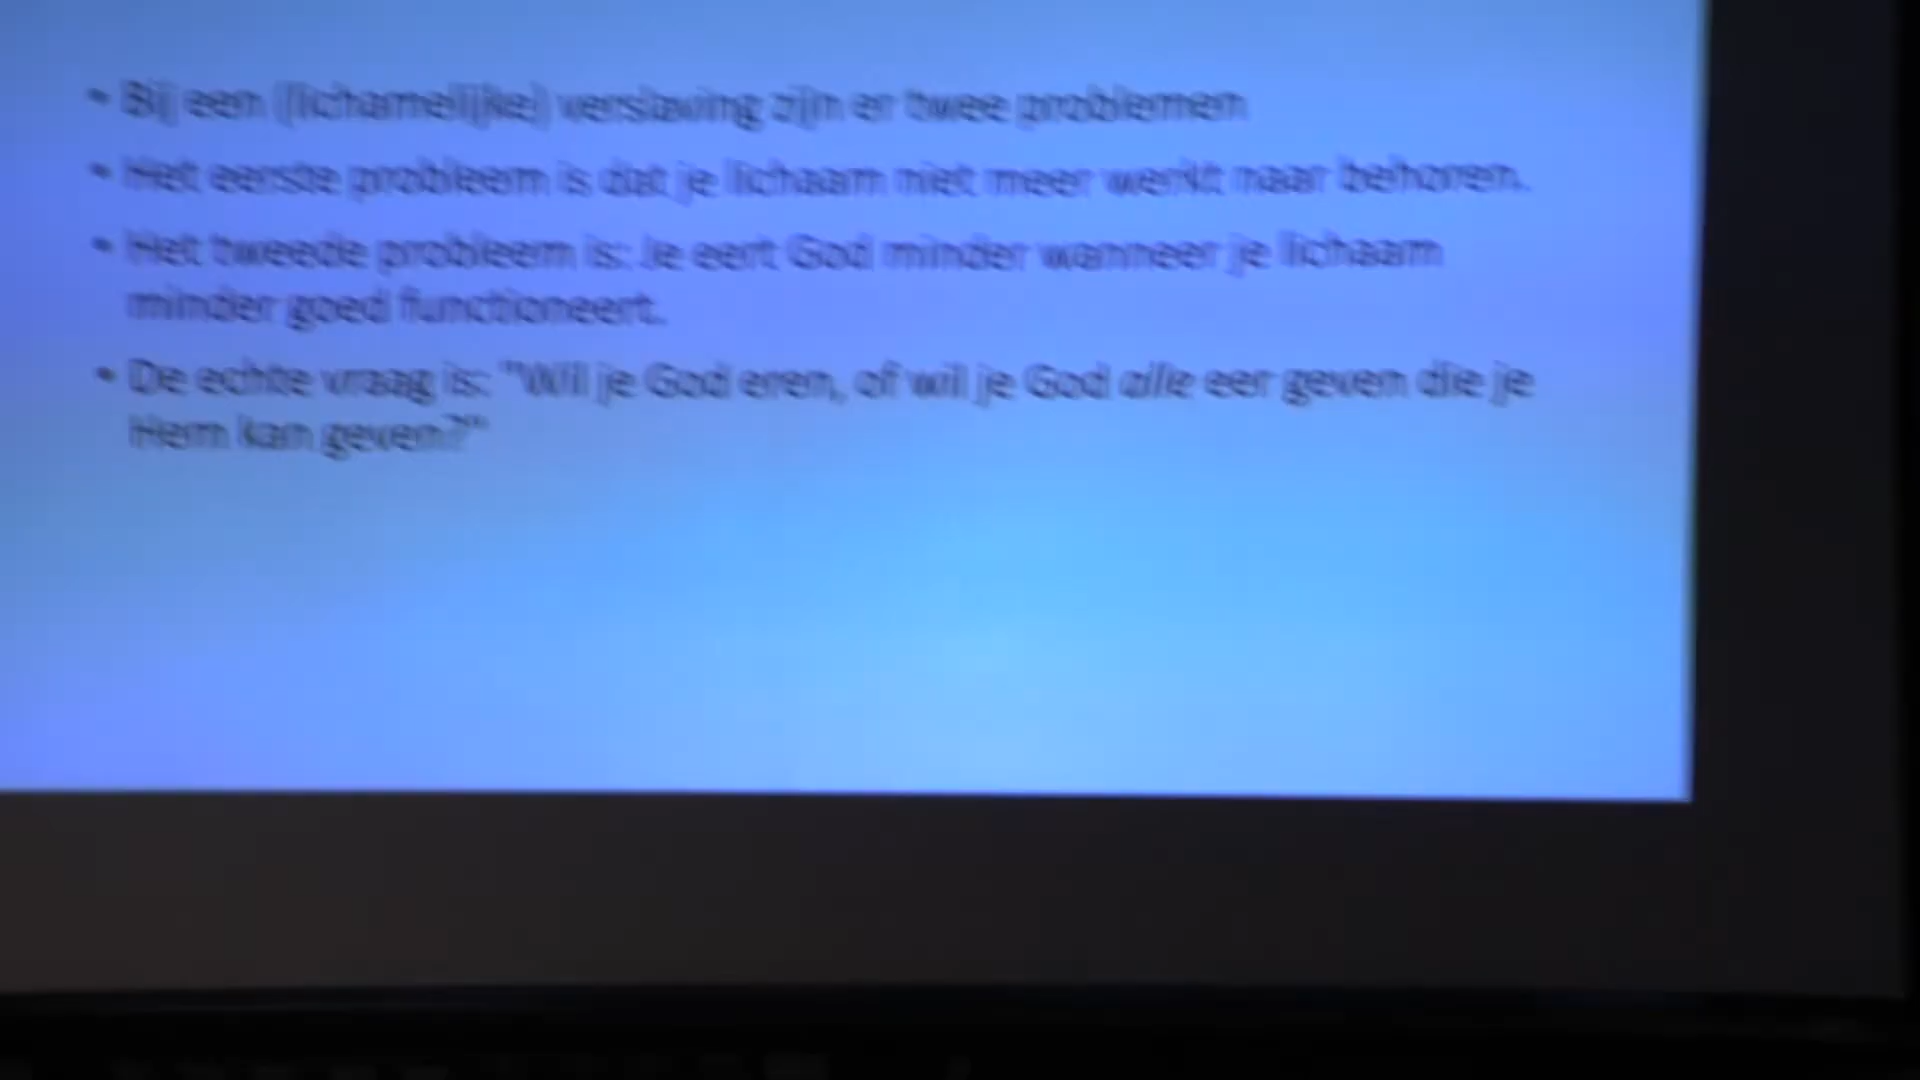 • Bij een (lichamelijke) verslaving zijn er twee problemen
• Het eerste probleem is dat je lichaam niet meer werkt naar behoren.
• Het tweede probleem is: Je eert God minder wanneer je lichaam
minder goed functioneert.
• De echte vraag is: "Wil je God eren, of wil je God alle eer geven die je
Hem kan geven?"